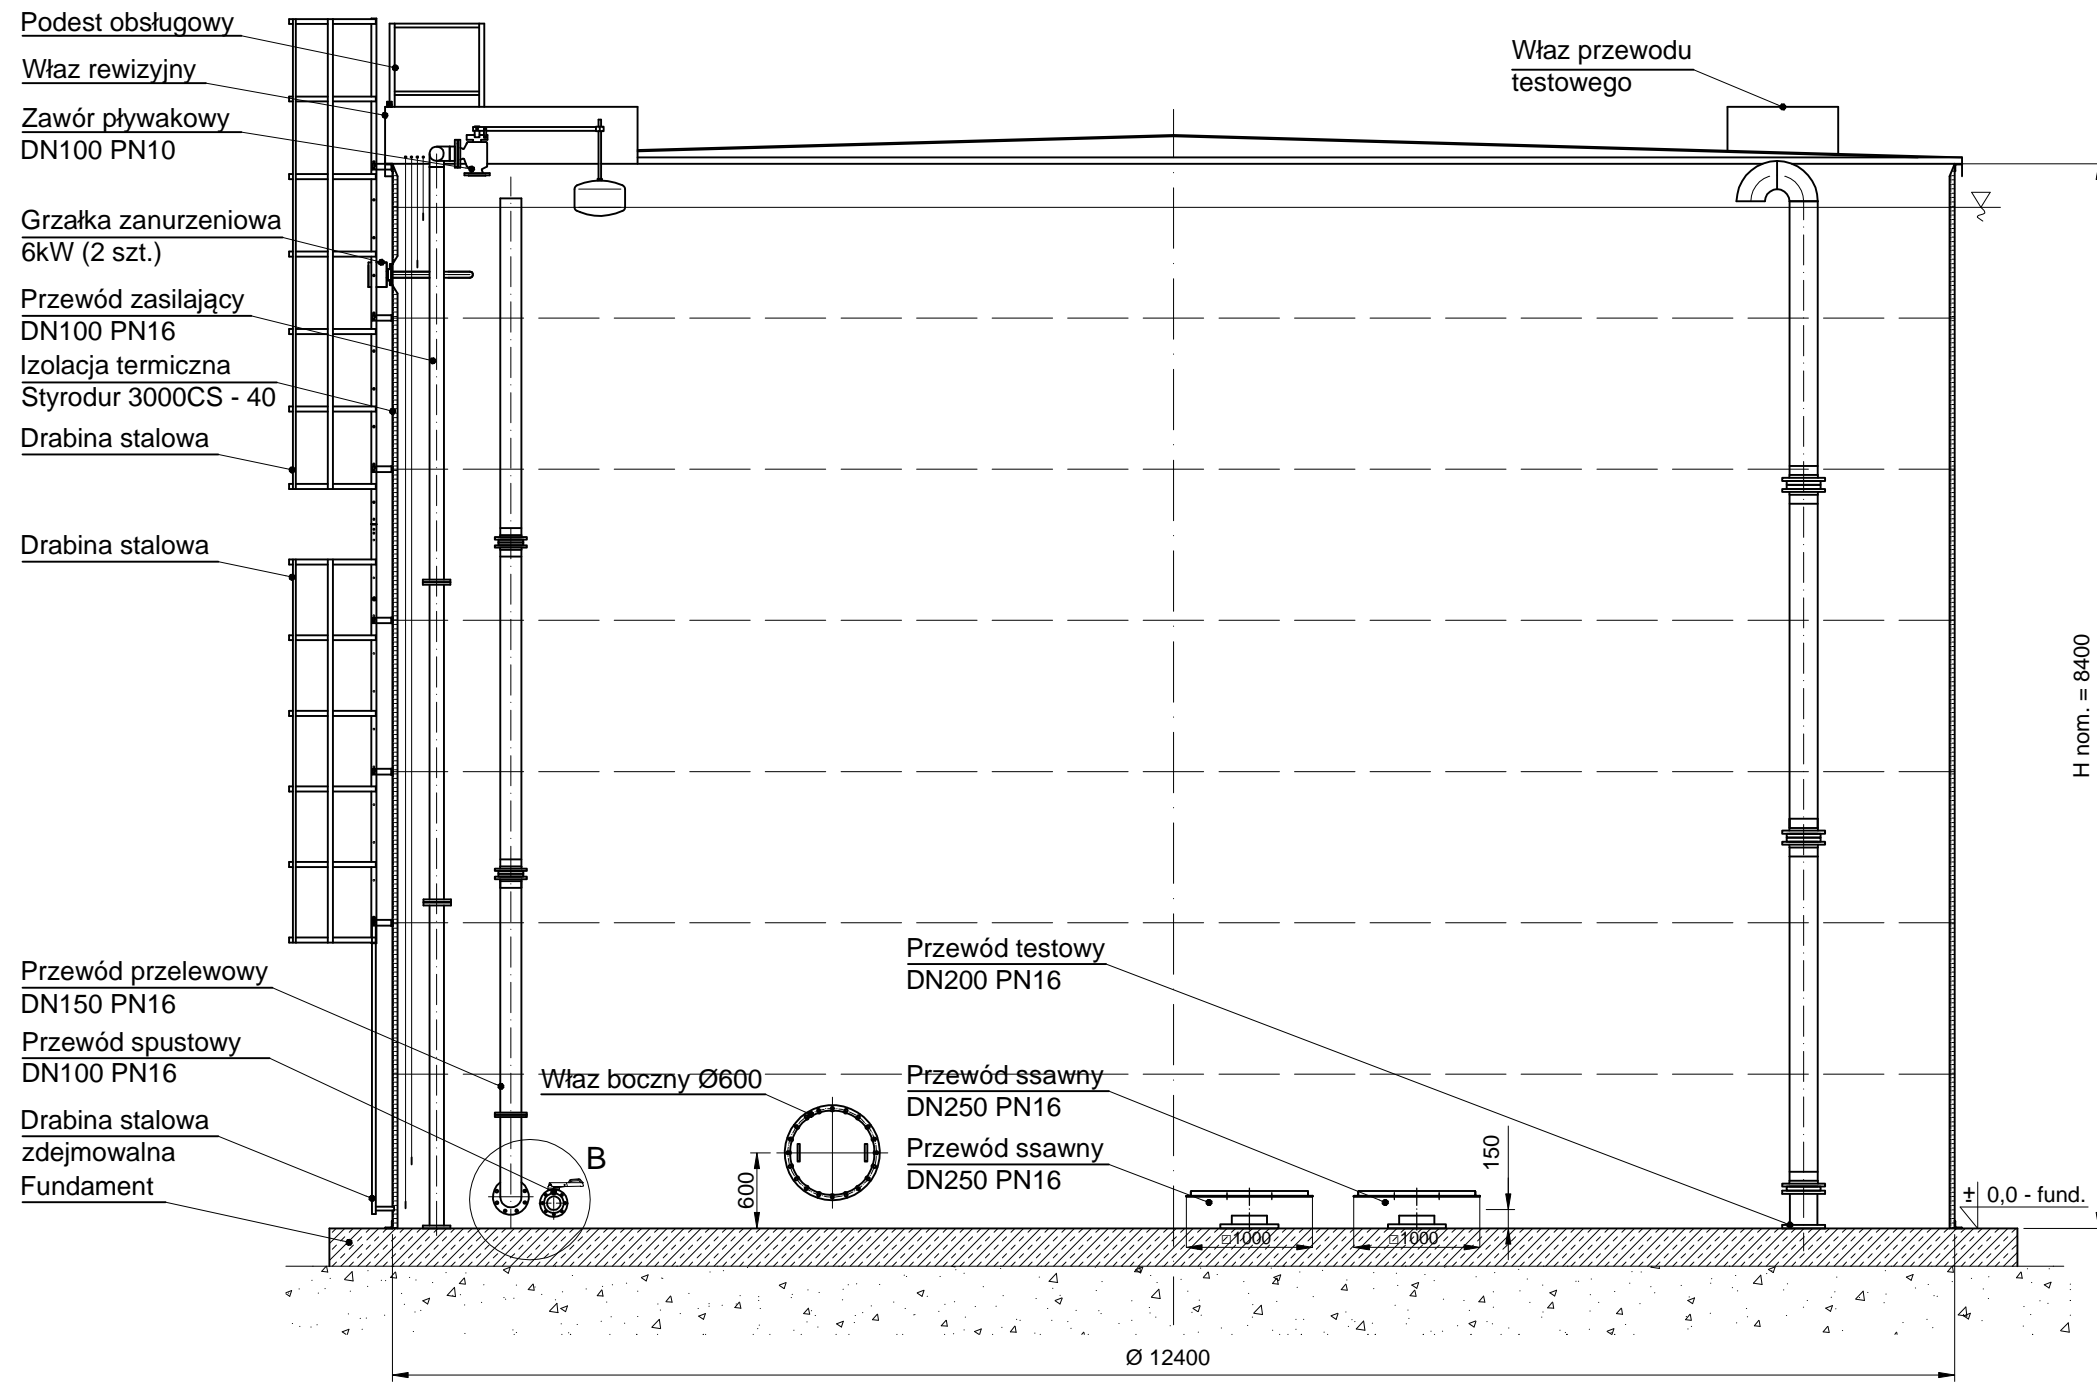 Podest obsługowy
Właz rewizyjny
Zawór pływakowy
DN100 PN10
Grzałka zanurzeniowa
6kW (2 szt.)
Przewód zasilający
DN100 PN16
Izolacja termiczna
Styrodur 3000CS - 40
Drabina stalowa
Drabina stalowa
Przewód przelewowy
DN150 PN16
Przewód spustowy
DN100 PN16
Drabina stalowa
zdejmowalna
Fundament
Właz przewodu
testowego
Właz boczny Ø600
B
600
Przewód testowy
DN200 PN16
Przewód ssawny
DN250 PN16
Przewód ssawny
DN250 PN16
150
□1000
□1000
H nom. = 8400
± 0,0 - fund.
Ø 12400